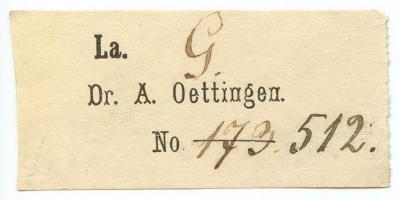 La. G
Dr. A. Oettingen.
No 173. 512.